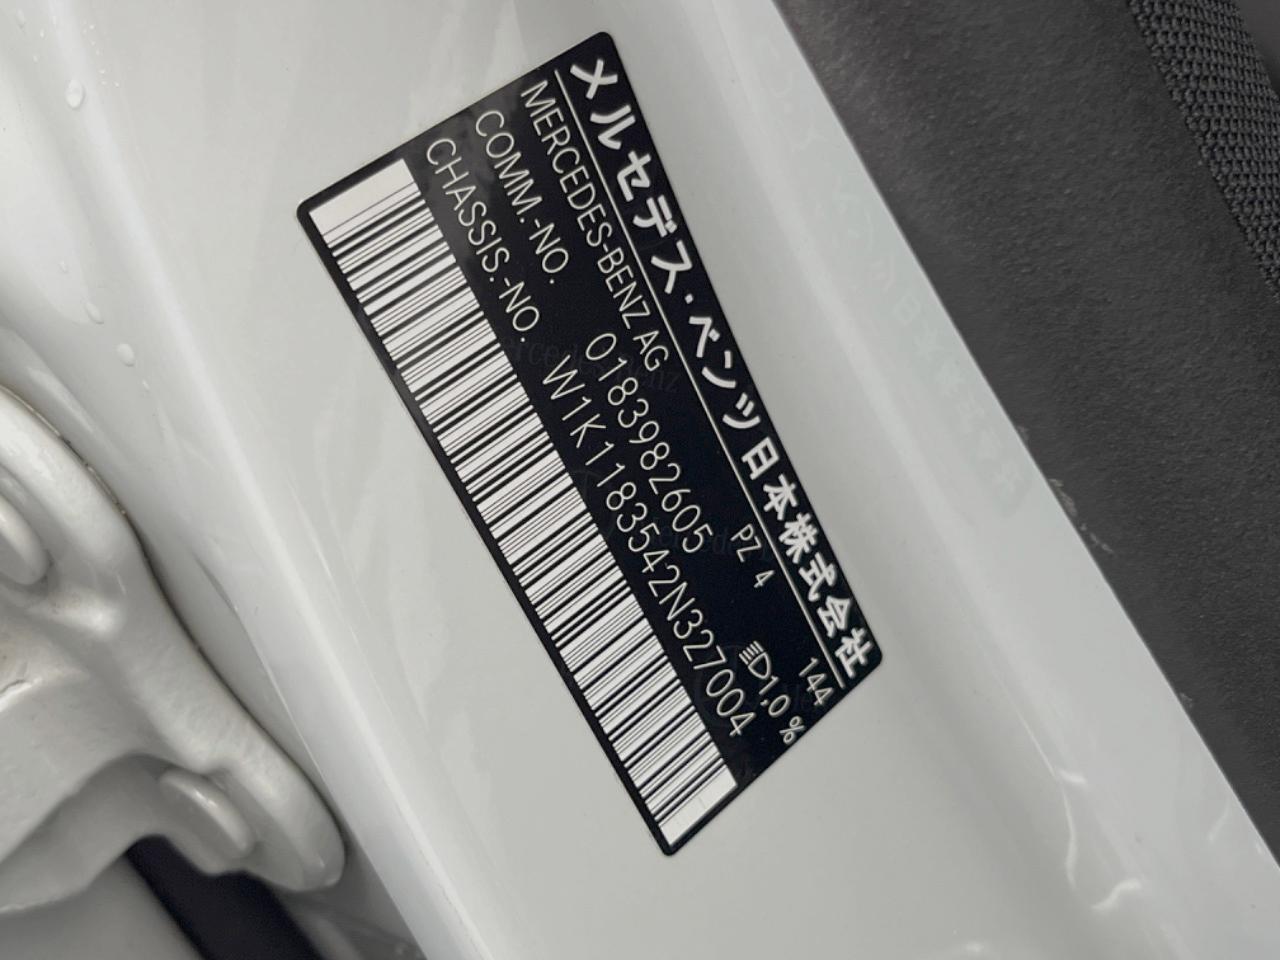 メルセデス・ベンツ日本株式会社
MERCEDES-BENZ AG 144
COMM.-NO. 0183982605 PZ 4 1,0 %
CHASSIS.-NO. W1K1183542N327004